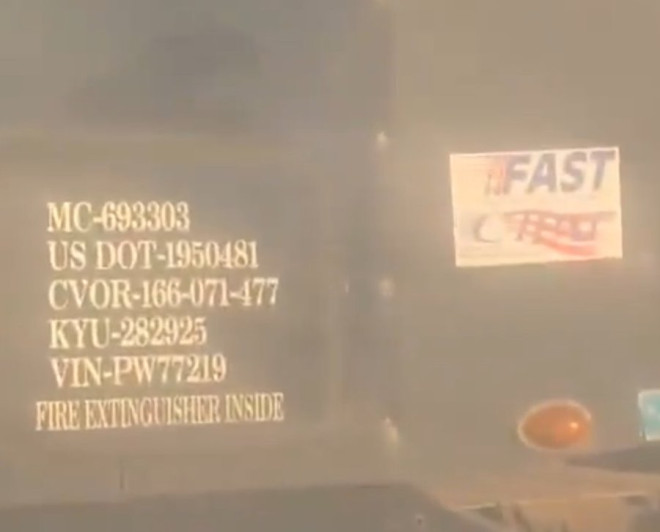 MC-693303
US DOT-1950481
CVOR-166-071-477
KYU-282925
VIN-PW77219
FIRE EXTINGUISHER INSIDE
FAST